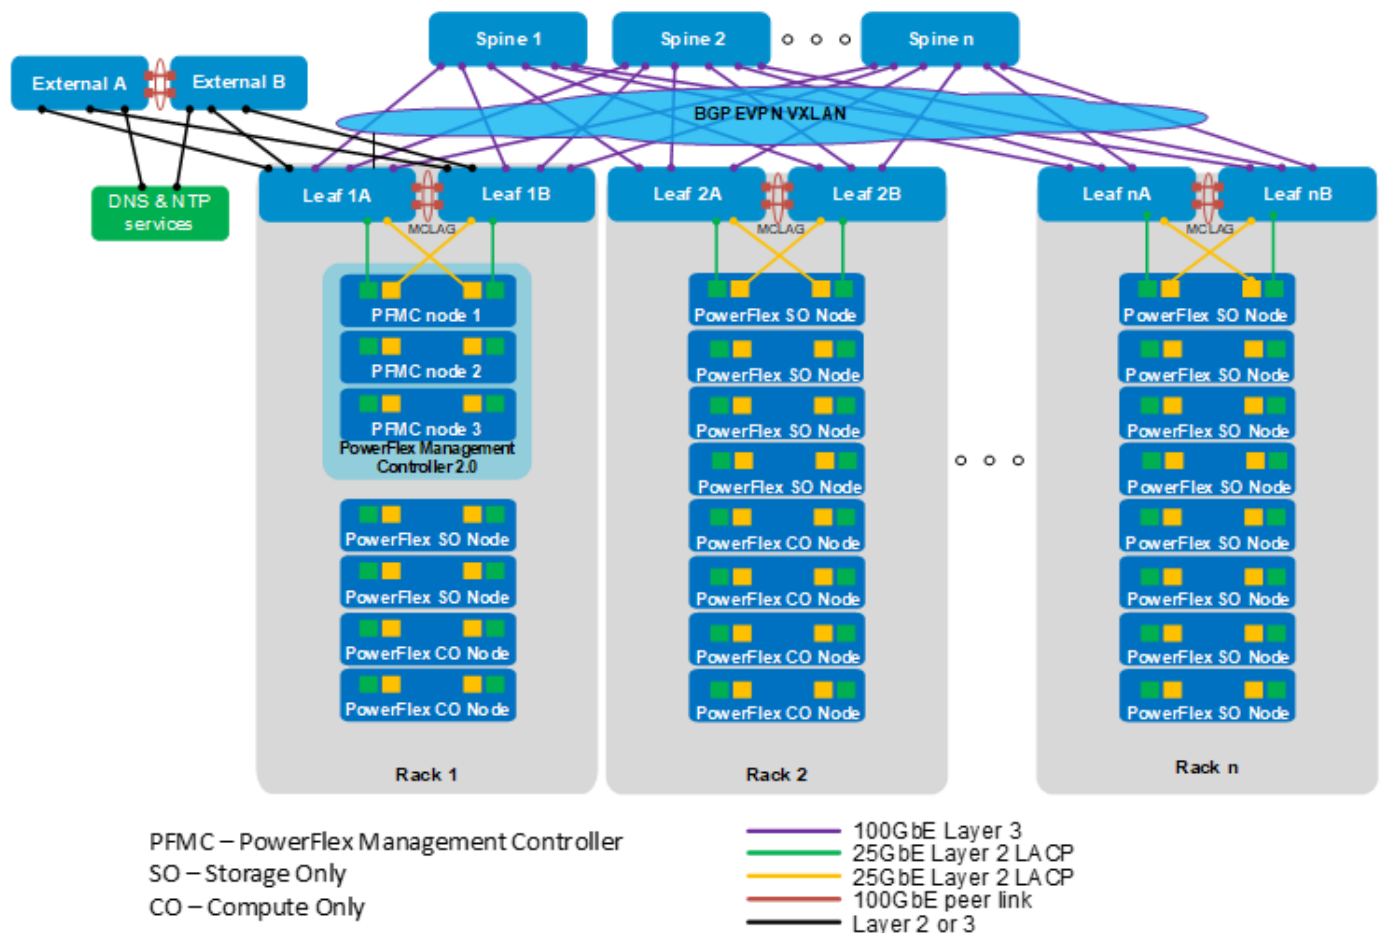 Spine 1
Spine 2
Spine n
External A
External B
BGP EVPN VXLAN
DNS & NTP
services
Leaf 1A
Leaf 1B
Leaf 2A
Leaf 2B
Leaf nA
Leaf nB
MCLAG
MCLAG
MCLAG
PFMC node 1
PFMC node 2
PFMC node 3
PowerFlex Management
Controller 2.0
PowerFlex SO Node
PowerFlex SO Node
PowerFlex CO Node
PowerFlex CO Node
Rack 1
PowerFlex SO Node
PowerFlex SO Node
PowerFlex SO Node
PowerFlex SO Node
PowerFlex CO Node
PowerFlex CO Node
PowerFlex CO Node
PowerFlex CO Node
Rack 2
PowerFlex SO Node
PowerFlex SO Node
PowerFlex SO Node
PowerFlex SO Node
PowerFlex SO Node
PowerFlex SO Node
PowerFlex SO Node
PowerFlex SO Node
Rack n
PFMC – PowerFlex Management Controller
SO – Storage Only
CO – Compute Only
100GbE Layer 3
25GbE Layer 2 LACP
25GbE Layer 2 LACP
100GbE peer link
Layer 2 or 3